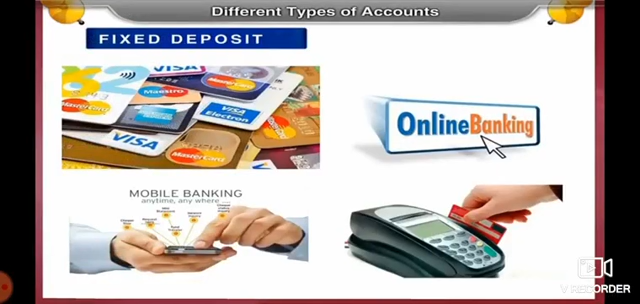 Different Types of Accounts
FIXED DEPOSIT
VISA
MasterCard
Maestro
VISA
Electron
VISA
MasterCard
OnlineBanking
MOBILE BANKING
anytime, any where
V RECORDER